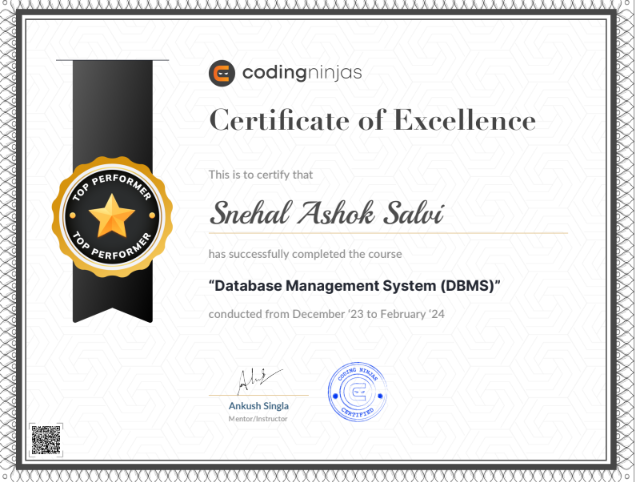 codingninjas
Certificate of Excellence
This is to certify that
TOP PERFORMER
TOP PERFORMER
Snehal Ashok Salvi
has successfully completed the course
“Database Management System (DBMS)”
conducted from December ‘23 to February ‘24
Ankush Singla
Mentor/Instructor
CODING NINJAS
CERTIFIED